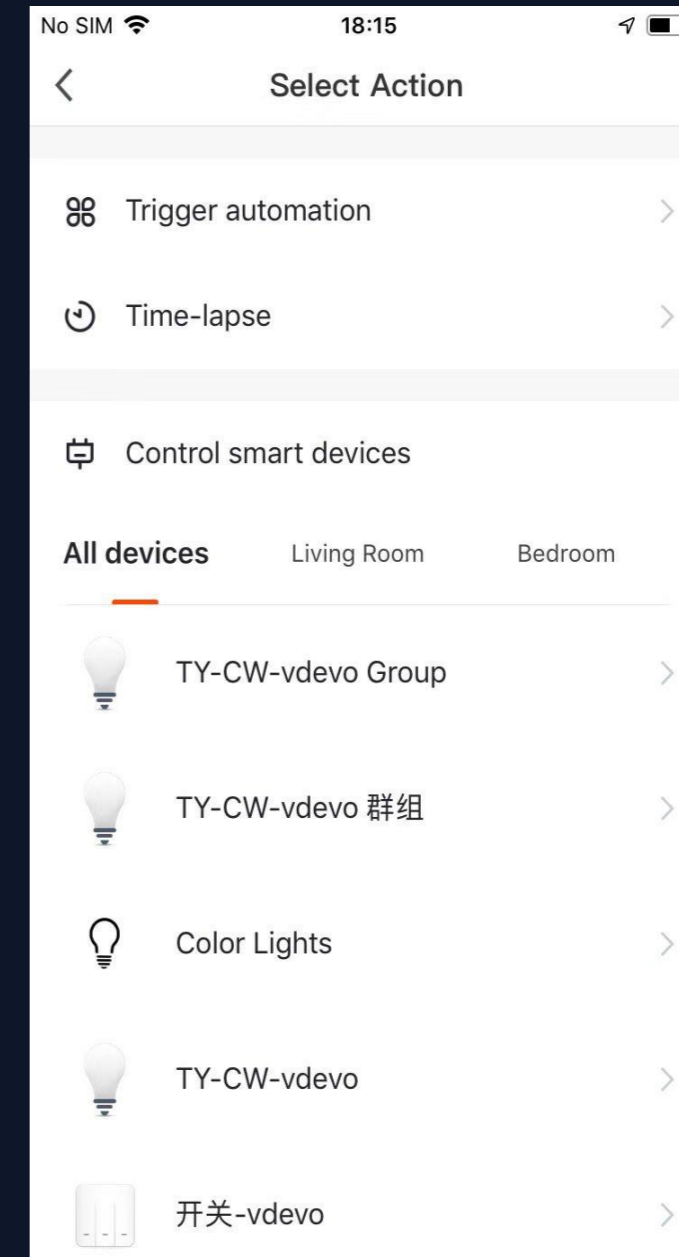 No SIM 18:15
Select Action
Trigger automation
Time-lapse
Control smart devices
All devices Living Room Bedroom
TY-CW-vdevo Group
TY-CW-vdevo 群组
Color Lights
TY-CW-vdevo
开关-vdevo